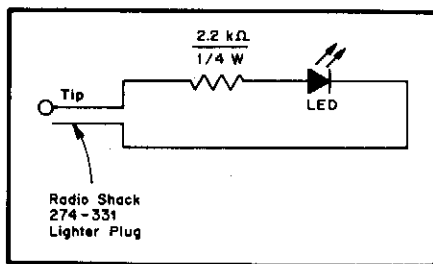 2.2 kΩ
1/4 W
Tip
LED
Radio Shack
274-331
Lighter Plug